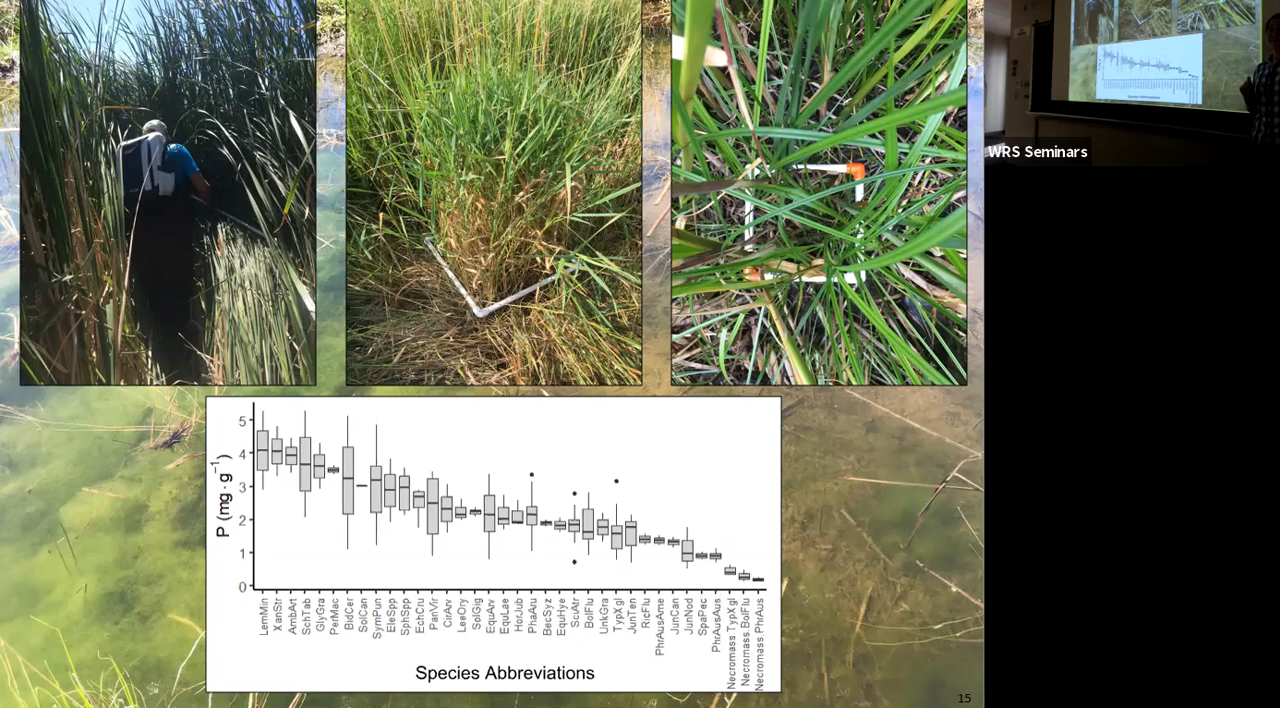 WRS Seminars
P (mg · g⁻¹)
5
4
3
2
1
0
LemMin
XanStr
AmbArt
SchTab
GlyGra
PerMac
BidCer
SolCan
SymPun
EleSpp
SphSpp
EchCru
PanVir
CirArv
LeeOry
SolGig
EquArv
EquLae
HorJub
PhaAru
BecSyz
EquHye
SciAtr
BolFlu
UnkGra
TypXgl
JunTen
RicFlu
PhrAusAme
JunCan
JunNod
SpaPec
PhrAusAus
Necromass.TypXgl
Necromass.BolFlu
Necromass.PhrAus
Species Abbreviations
15